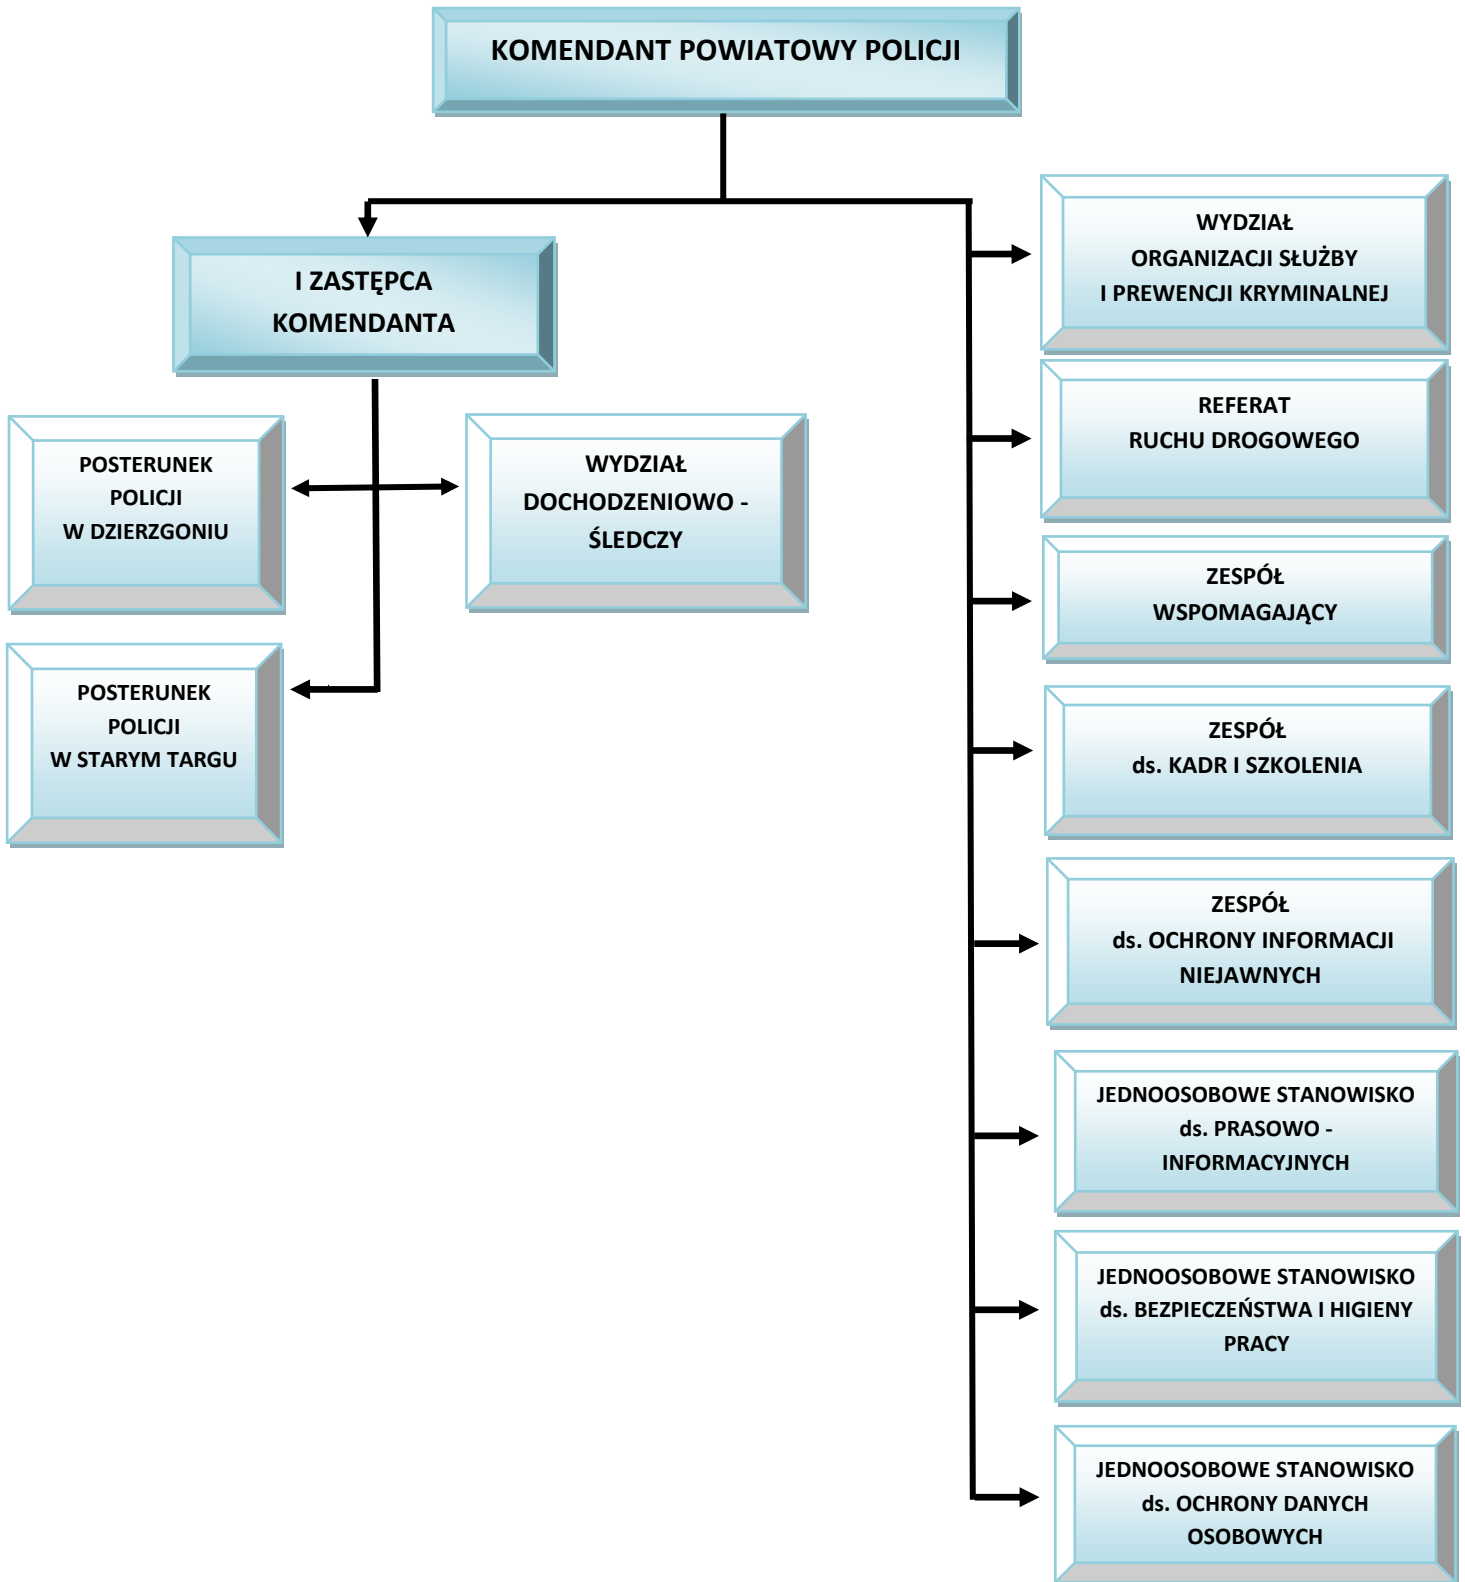 KOMENDANT POWIATOWY POLICJI
I ZASTĘPCA
KOMENDANTA
POSTERUNEK
POLICJI
W DZIERZGONIU
WYDZIAŁ
DOCHODZENIOWO -
ŚLEDCZY
POSTERUNEK
POLICJI
W STARYM TARGU
WYDZIAŁ
ORGANIZACJI SŁUŻBY
I PREWENCJI KRYMINALNEJ
REFERAT
RUCHU DROGOWEGO
ZESPÓŁ
WSPOMAGAJĄCY
ZESPÓŁ
ds. KADR I SZKOLENIA
ZESPÓŁ
ds. OCHRONY INFORMACJI
NIEJAWNYCH
JEDNOOSOBOWE STANOWISKO
ds. PRASOWO -
INFORMACYJNYCH
JEDNOOSOBOWE STANOWISKO
ds. BEZPIECZEŃSTWA I HIGIENY
PRACY
JEDNOOSOBOWE STANOWISKO
ds. OCHRONY DANYCH
OSOBOWYCH